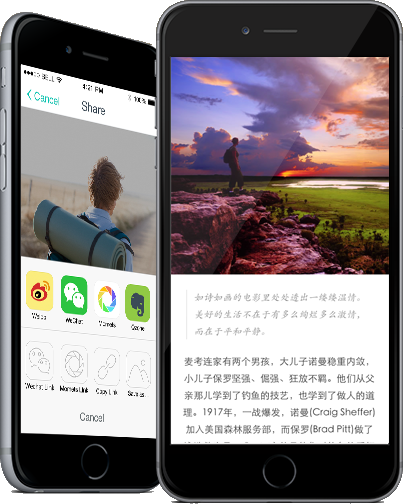 BELL 4:21 PM 100%
Cancel Share
Weibo WeChat Momets Qzone
Wechat Link Momets Link Copy Link Save as..
Cancel
如诗如画的电影里处处透出一缕缕温情。
美好的生活不在于有多么绚烂多么激情，
而在于平和平静。
麦考连家有两个男孩，大儿子诺曼稳重内敛，
小儿子保罗坚强、倔强、狂放不羁。他们从父
亲那儿学到了钓鱼的技艺，也学到了做人的道
理。1917年，一战爆发，诺曼(Craig Sheffer)
加入美国森林服务部，而保罗(Brad Pitt)做了